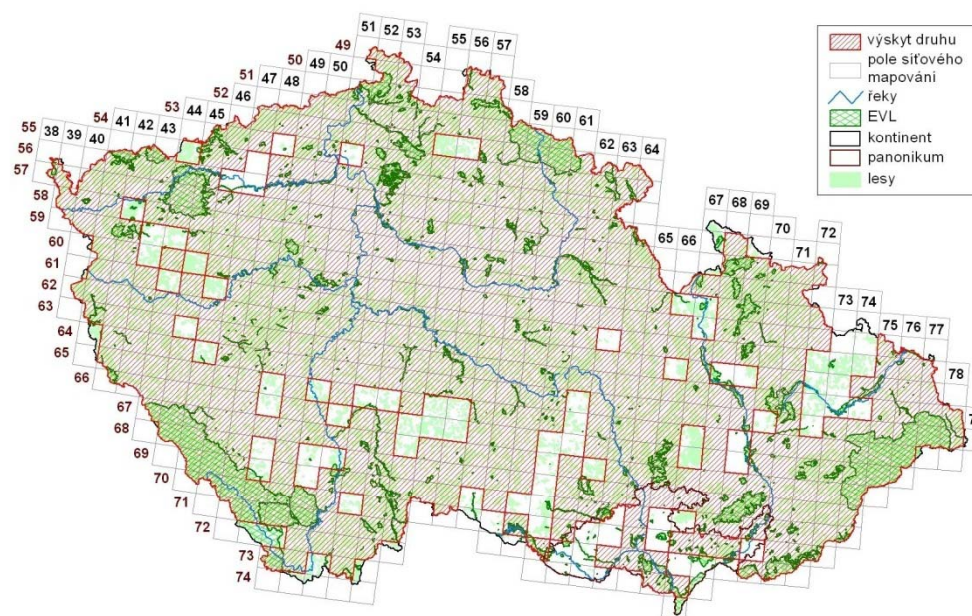 51 52 53
49
55 56 57
54
50
49 50
51
47 48
52
46
58
59 60 61
53
44 45
54
41 42 43
55
38 39 40
56
57
62 63 64
58
59
60
61
62
63
64
65
66
67
68
69
70
71
72
73
74
65 66
67 68 69
70
71
72
73 74
75 76 77
78
7
výskyt druhu
pole síťového
mapování
řeky
EVL
kontinent
panonikum
lesy